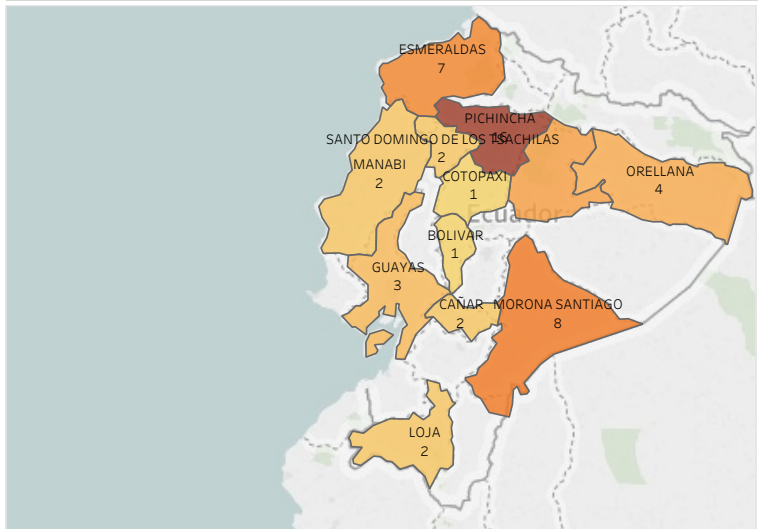 ESMERALDAS
7
PICHINCHA
16
SANTO DOMINGO DE LOS TSACHILAS
2
MANABI
2
COTOPAXI
1
ORELLANA
4
Ecuador
BOLIVAR
1
GUAYAS
3
CAÑAR
2
MORONA SANTIAGO
8
LOJA
2